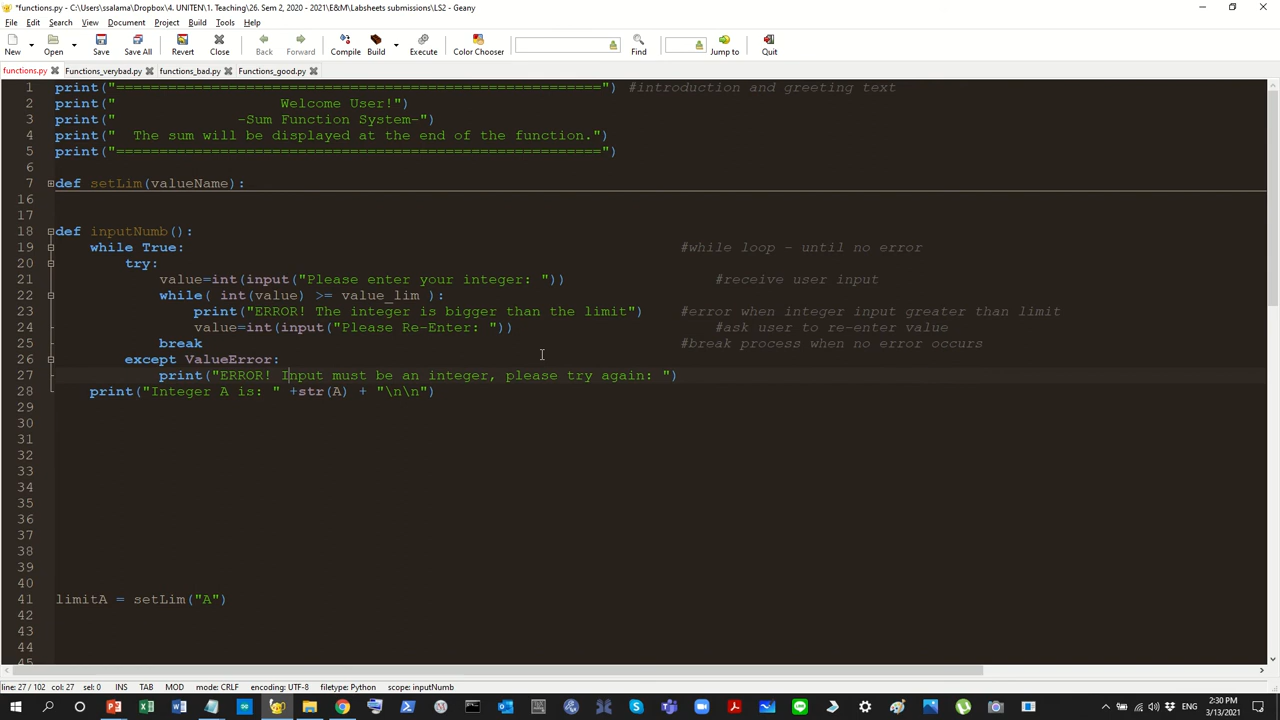 *functions.py - C:\Users\ssalama\Dropbox\4. UNITEN\1. Teaching\26. Sem 2, 2020 - 2021\E&M\Labsheets submissions\LS2 - Geany
File Edit Search View Document Project Build Tools Help
New Open Save Save All Revert Close Back Forward Compile Build Execute Color Chooser Find Jump to Quit
functions.py Functions_verybad.py functions_bad.py Functions_good.py
1 print("========================================================") #introduction and greeting text
2 print("                   Welcome User!")
3 print("              -Sum Function System-")
4 print("  The sum will be displayed at the end of the function.")
5 print("========================================================")
6
7 def setLim(valueName):
16
17
18 def inputNumb():
19 while True: #while loop - until no error
20 try:
21 value=int(input("Please enter your integer: ")) #receive user input
22 while( int(value) >= value_lim ):
23 print("ERROR! The integer is bigger than the limit") #error when integer input greater than limit
24 value=int(input("Please Re-Enter: ")) #ask user to re-enter value
25 break #break process when no error occurs
26 except ValueError:
27 print("ERROR! Input must be an integer, please try again: ")
28 print("Integer A is: " +str(A) + "\n\n")
29
30
31
32
33
34
35
36
37
38
39
40
41 limitA = setLim("A")
42
43
44
45
line: 27 / 102 col: 27 sel: 0 INS TAB MOD mode: CRLF encoding: UTF-8 filetype: Python scope: inputNumb
2:30 PM
ENG
3/13/2021